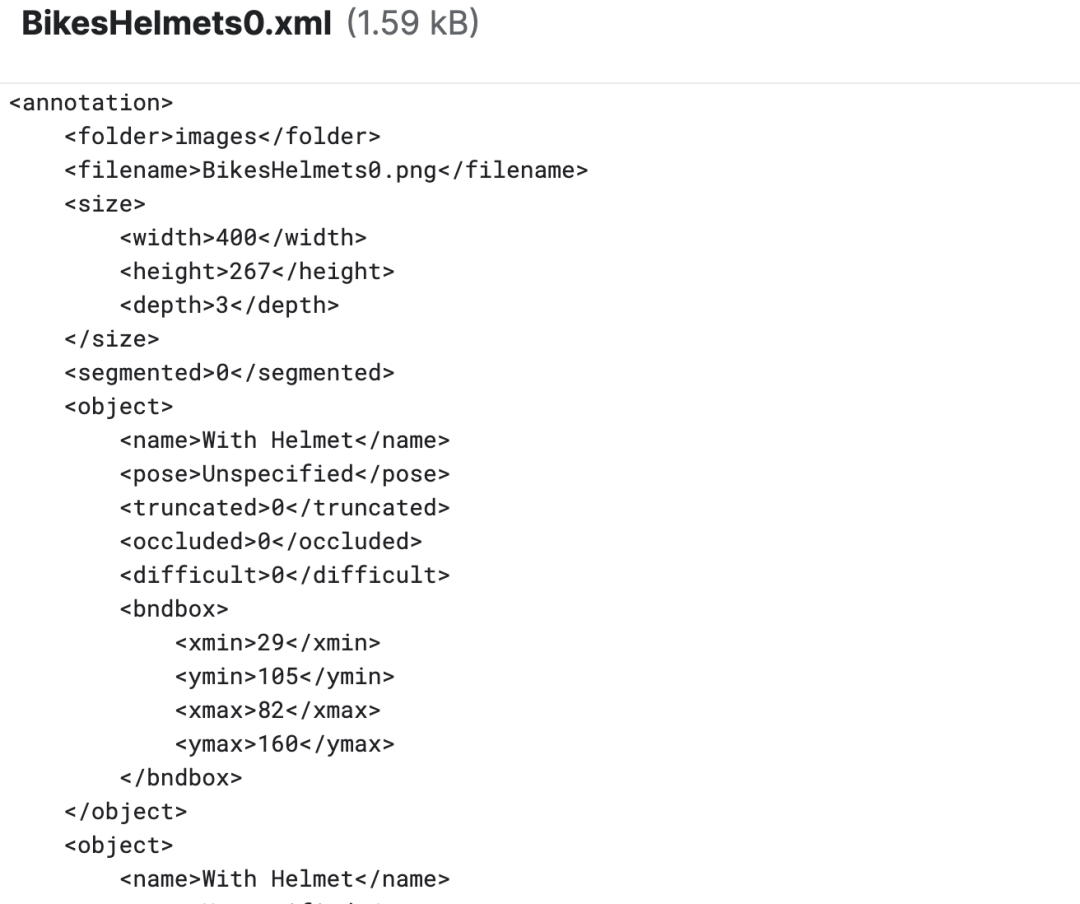 BikesHelmets0.xml (1.59 kB)
<annotation>
<folder>images</folder>
<filename>BikesHelmets0.png</filename>
<size>
<width>400</width>
<height>267</height>
<depth>3</depth>
</size>
<segmented>0</segmented>
<object>
<name>With Helmet</name>
<pose>Unspecified</pose>
<truncated>0</truncated>
<occluded>0</occluded>
<difficult>0</difficult>
<bndbox>
<xmin>29</xmin>
<ymin>105</ymin>
<xmax>82</xmax>
<ymax>160</ymax>
</bndbox>
</object>
<object>
<name>With Helmet</name>